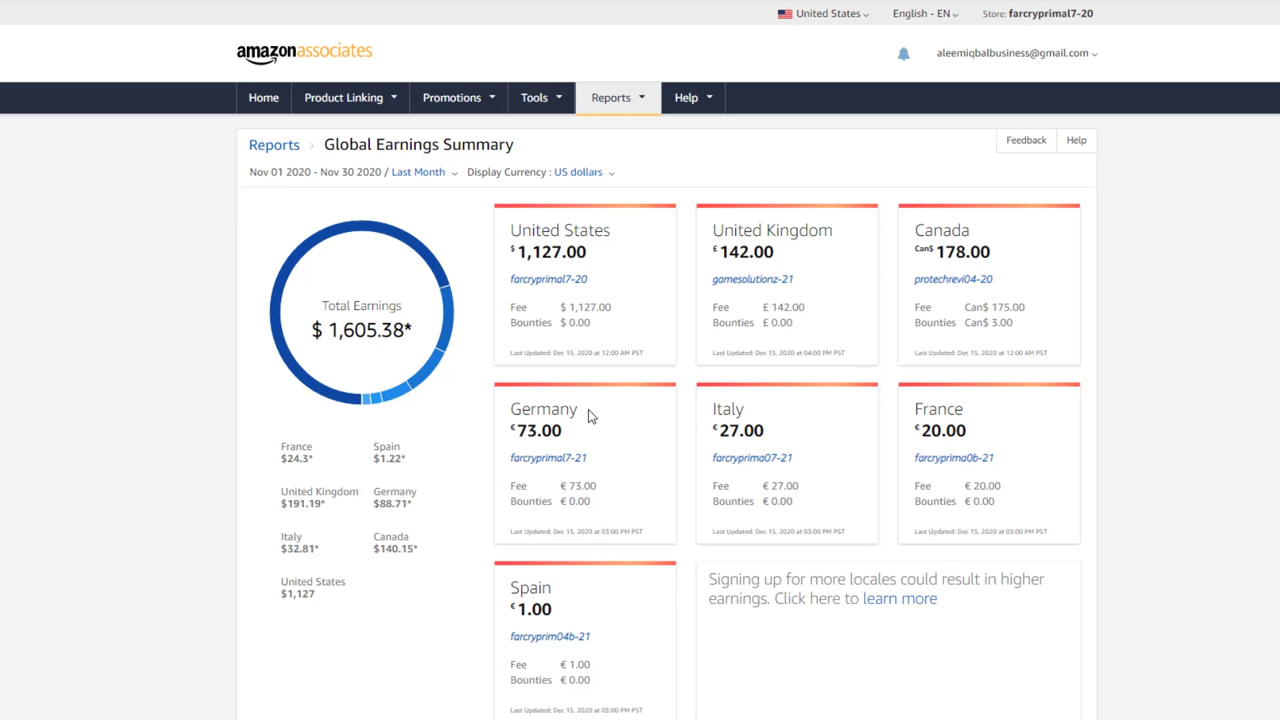 United States
English - EN
Store: farcryprimal7-20
amazonassociates
aleemiqbalbusiness@gmail.com
Home
Product Linking
Promotions
Tools
Reports
Help
Reports › Global Earnings Summary
Feedback
Help
Nov 01 2020 - Nov 30 2020 / Last Month
Display Currency : US dollars
Total Earnings
$ 1,605.38*
France
$24.3*
Spain
$1.22*
United Kingdom
$191.19*
Germany
$88.71*
Italy
$32.81*
Canada
$140.15*
United States
$1,127
United States
$ 1,127.00
farcryprimal7-20
Fee $ 1,127.00
Bounties $ 0.00
Last Updated: Dec 15, 2020 at 12:00 AM PST
United Kingdom
£ 142.00
gamesolutionz-21
Fee £ 142.00
Bounties £ 0.00
Last Updated: Dec 15, 2020 at 04:00 PM PST
Canada
Can$ 178.00
protechrevi04-20
Fee Can$ 175.00
Bounties Can$ 3.00
Last Updated: Dec 15, 2020 at 12:00 AM PST
Germany
€ 73.00
farcryprimal7-21
Fee € 73.00
Bounties € 0.00
Last Updated: Dec 15, 2020 at 03:00 PM PST
Italy
€ 27.00
farcryprima07-21
Fee € 27.00
Bounties € 0.00
Last Updated: Dec 15, 2020 at 03:00 PM PST
France
€ 20.00
farcryprima0b-21
Fee € 20.00
Bounties € 0.00
Last Updated: Dec 15, 2020 at 03:00 PM PST
Spain
€ 1.00
farcryprim04b-21
Fee € 1.00
Bounties € 0.00
Last Updated: Dec 15, 2020 at 03:00 PM PST
Signing up for more locales could result in higher
earnings. Click here to learn more